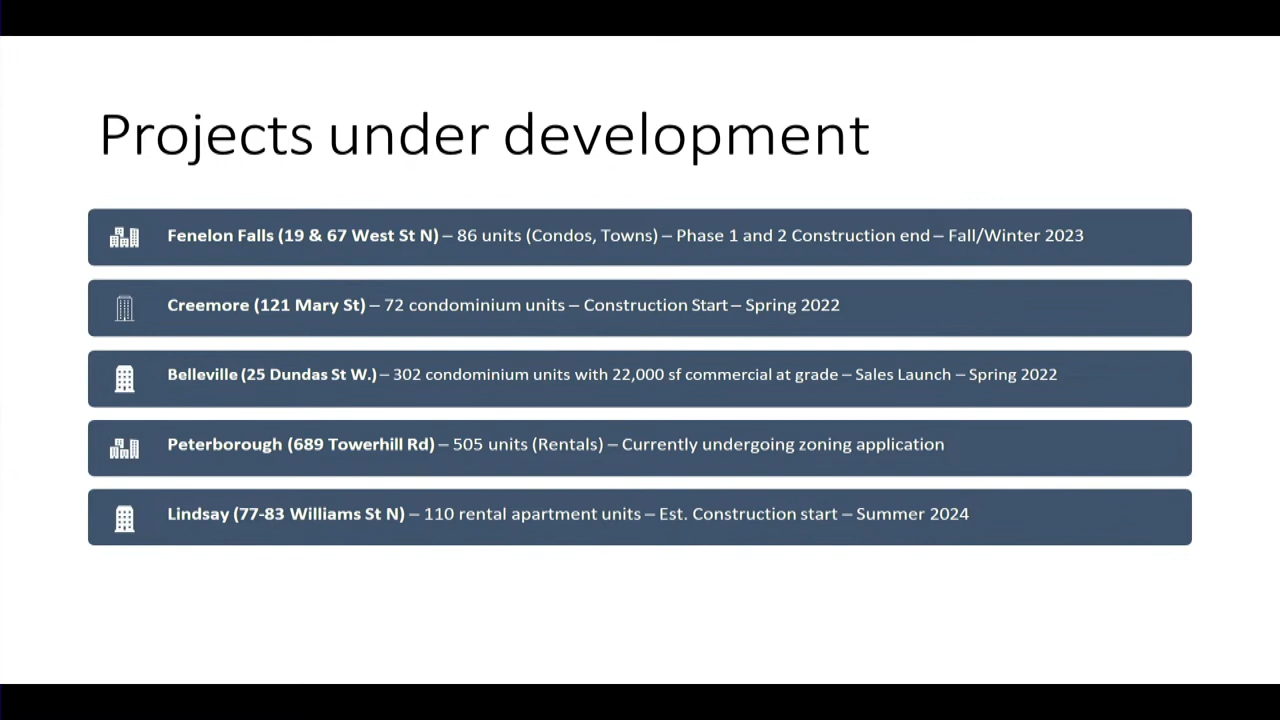 Projects under development
Fenelon Falls (19 & 67 West St N) – 86 units (Condos, Towns) – Phase 1 and 2 Construction end – Fall/Winter 2023
Creemore (121 Mary St) – 72 condominium units – Construction Start – Spring 2022
Belleville (25 Dundas St W.) – 302 condominium units with 22,000 sf commercial at grade – Sales Launch – Spring 2022
Peterborough (689 Towerhill Rd) – 505 units (Rentals) – Currently undergoing zoning application
Lindsay (77-83 Williams St N) – 110 rental apartment units – Est. Construction start – Summer 2024